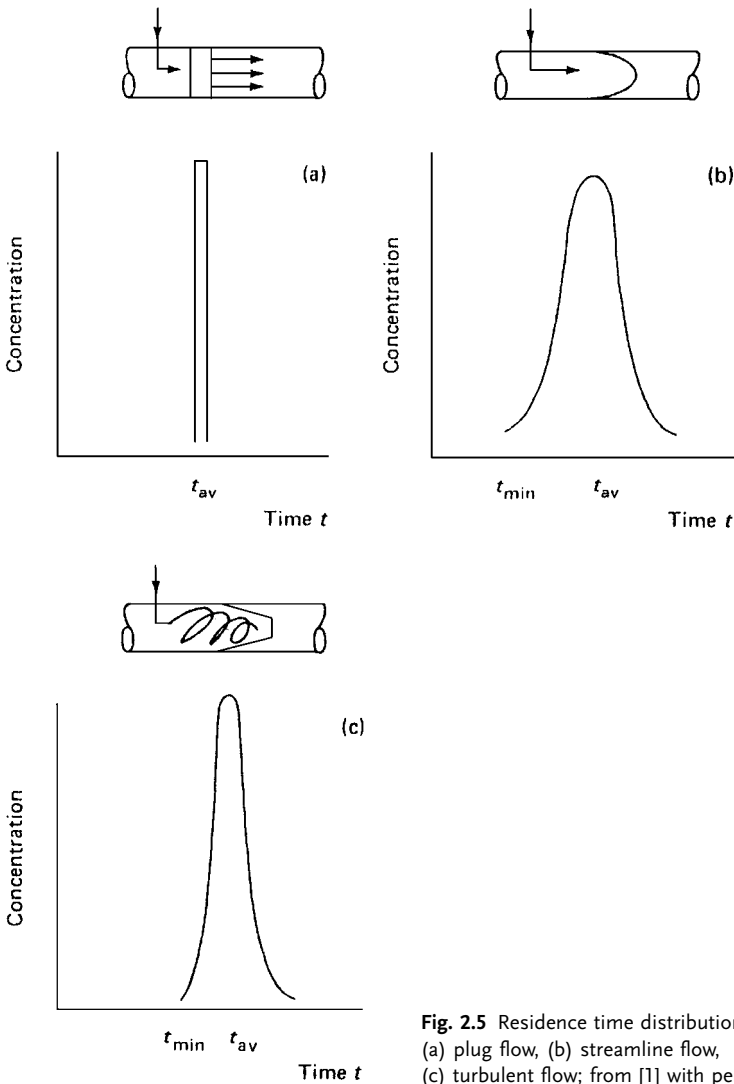 (a)
Concentration
t_av
Time t
(b)
Concentration
t_min t_av
Time t
(c)
Concentration
t_min t_av
Time t
Fig. 2.5 Residence time distribution
(a) plug flow, (b) streamline flow,
(c) turbulent flow; from [1] with pe